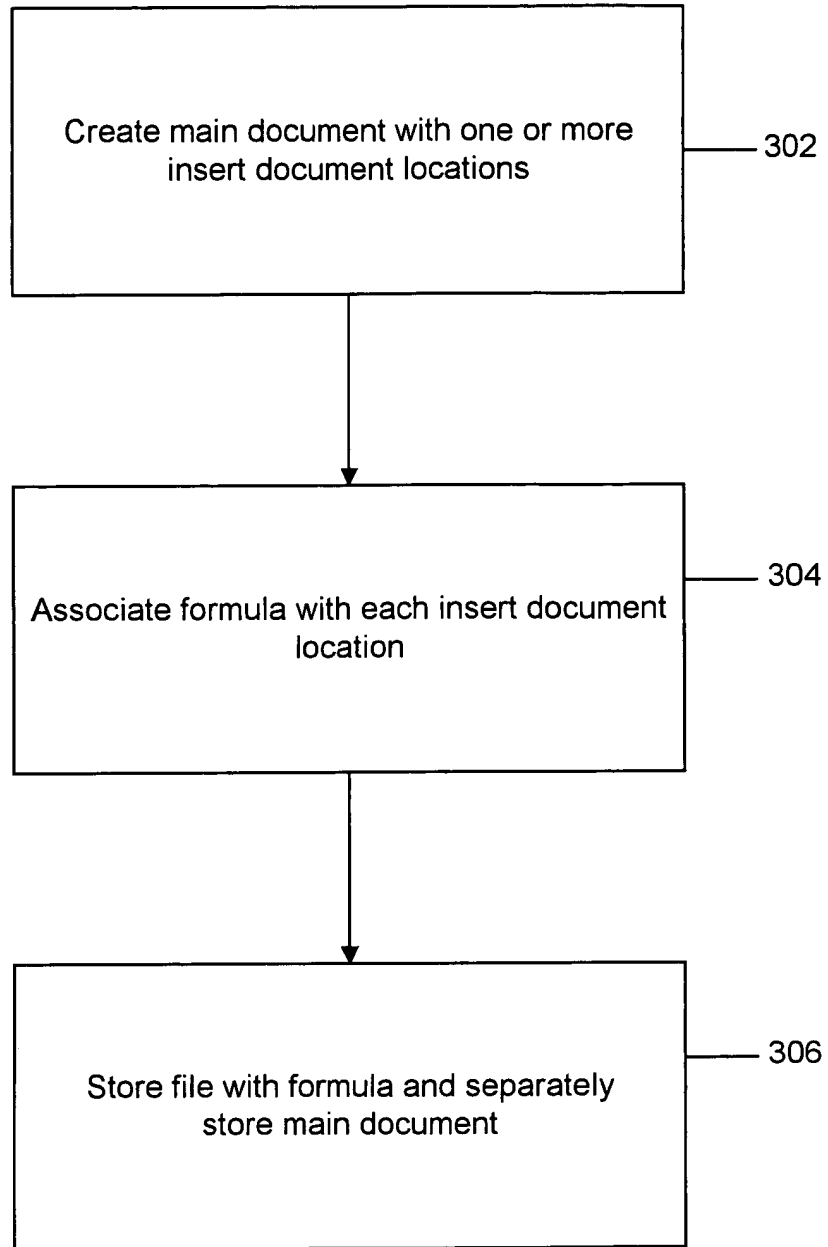 Create main document with one or more
insert document locations
302
Associate formula with each insert document
location
304
Store file with formula and separately
store main document
306